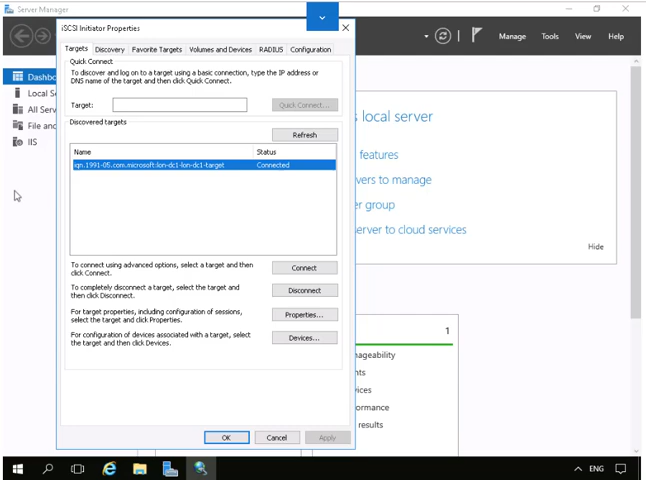 Server Manager
iSCSI Initiator Properties
Manage Tools View Help
Targets Discovery Favorite Targets Volumes and Devices RADIUS Configuration
Quick Connect
To discover and log on to a target using a basic connection, type the IP address or
DNS name of the target and then click Quick Connect.
Target:
Quick Connect...
Discovered targets
Refresh
Name Status
iqn.1991-05.com.microsoft:lon-dc1-lon-dc1-target Connected
To connect using advanced options, select a target and then
click Connect.
Connect
To completely disconnect a target, select the target and
then click Disconnect.
Disconnect
For target properties, including configuration of sessions,
select the target and click Properties.
Properties...
For configuration of devices associated with a target, select
the target and then click Devices.
Devices...
OK Cancel Apply
Dashbo
Local S
All Serv
File and
IIS
s local server
features
vers to manage
er group
server to cloud services
Hide
1
nageability
nts
ices
ormance
results
ENG